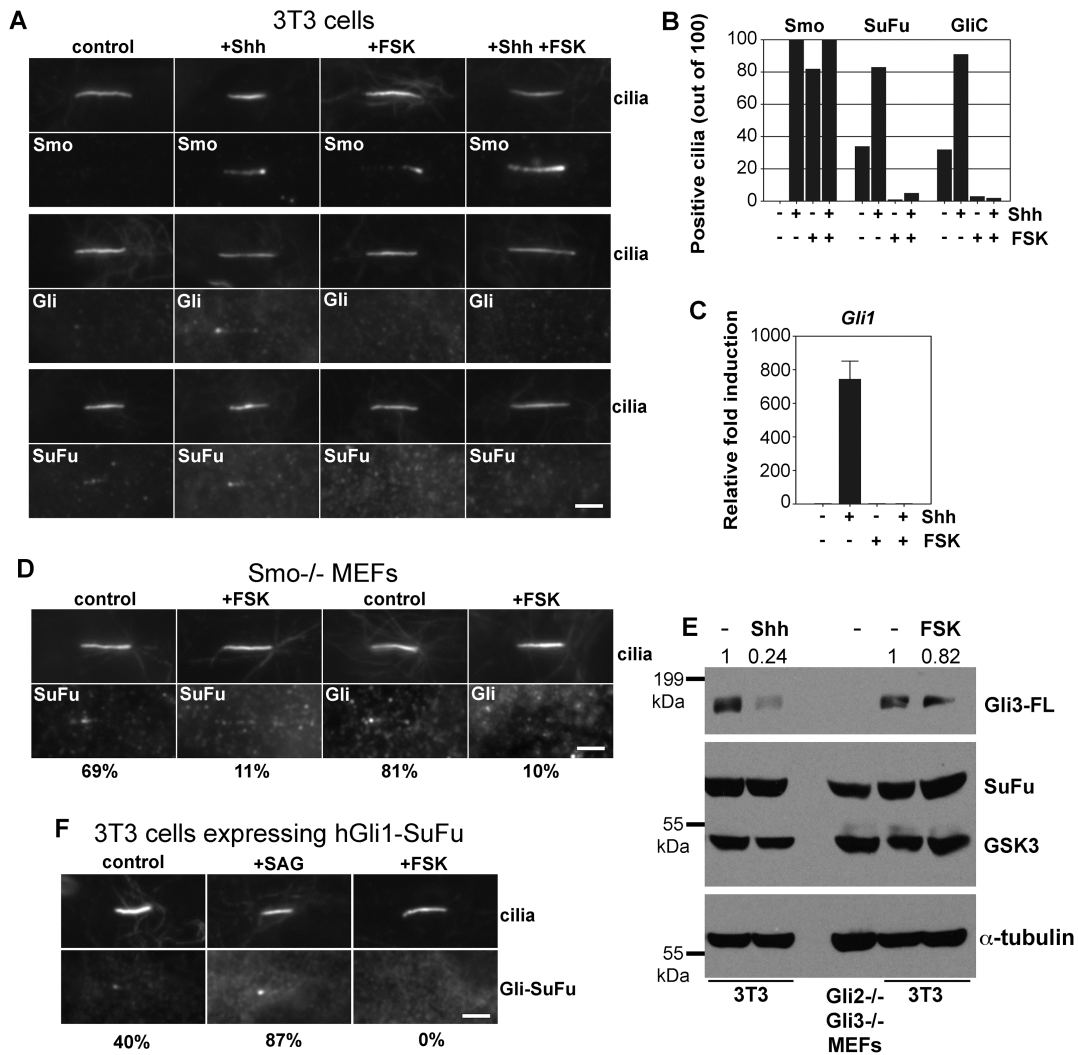 A
3T3 cells
control +Shh +FSK +Shh +FSK
cilia
Smo Smo Smo Smo
cilia
Gli Gli Gli Gli
cilia
SuFu SuFu SuFu SuFu
B
Smo SuFu GliC
Positive cilia (out of 100)
100
80
60
40
20
0
- + - + - + - + - + - + Shh
- - + + - - + + - - + + FSK
C
Gli1
Relative fold induction
1000
800
600
400
200
0
- + - + Shh
- - + + FSK
D
Smo-/- MEFs
control +FSK control +FSK
cilia
SuFu SuFu Gli Gli
69% 11% 81% 10%
E
- Shh - - FSK
1 0.24 1 0.82
199
kDa
Gli3-FL
SuFu
55
kDa
GSK3
α-tubulin
55
kDa
3T3 Gli2-/- 3T3
Gli3-/-
MEFs
F
3T3 cells expressing hGli1-SuFu
control +SAG +FSK
cilia
Gli-SuFu
40% 87% 0%